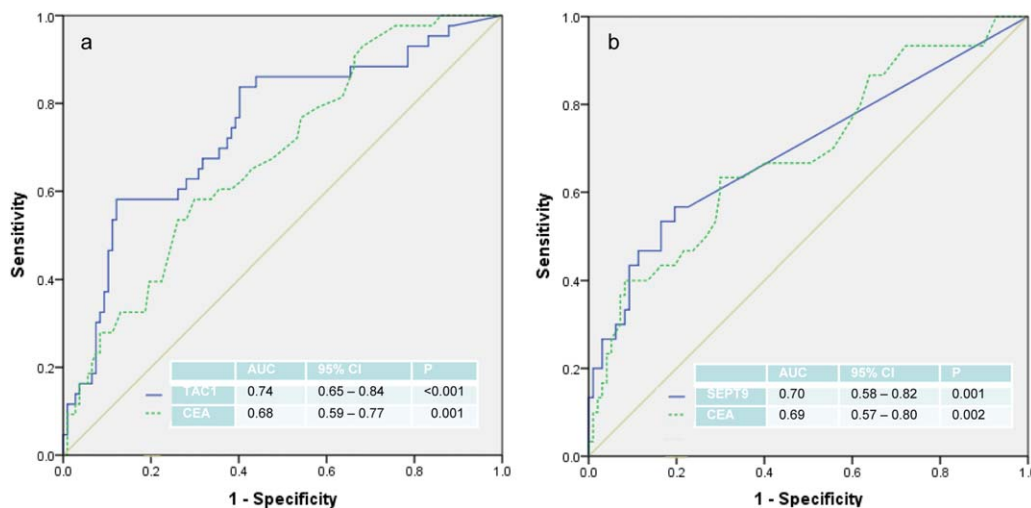 a
1.0
0.8
0.6
0.4
0.2
0.0
Sensitivity
0.0 0.2 0.4 0.6 0.8 1.0
1 - Specificity
AUC 95% CI P
TAC1 0.74 0.65 – 0.84 <0.001
CEA 0.68 0.59 – 0.77 0.001
b
1.0
0.8
0.6
0.4
0.2
0.0
Sensitivity
0.0 0.2 0.4 0.6 0.8 1.0
1 - Specificity
AUC 95% CI P
SEPT9 0.70 0.58 – 0.82 0.001
CEA 0.69 0.57 – 0.80 0.002